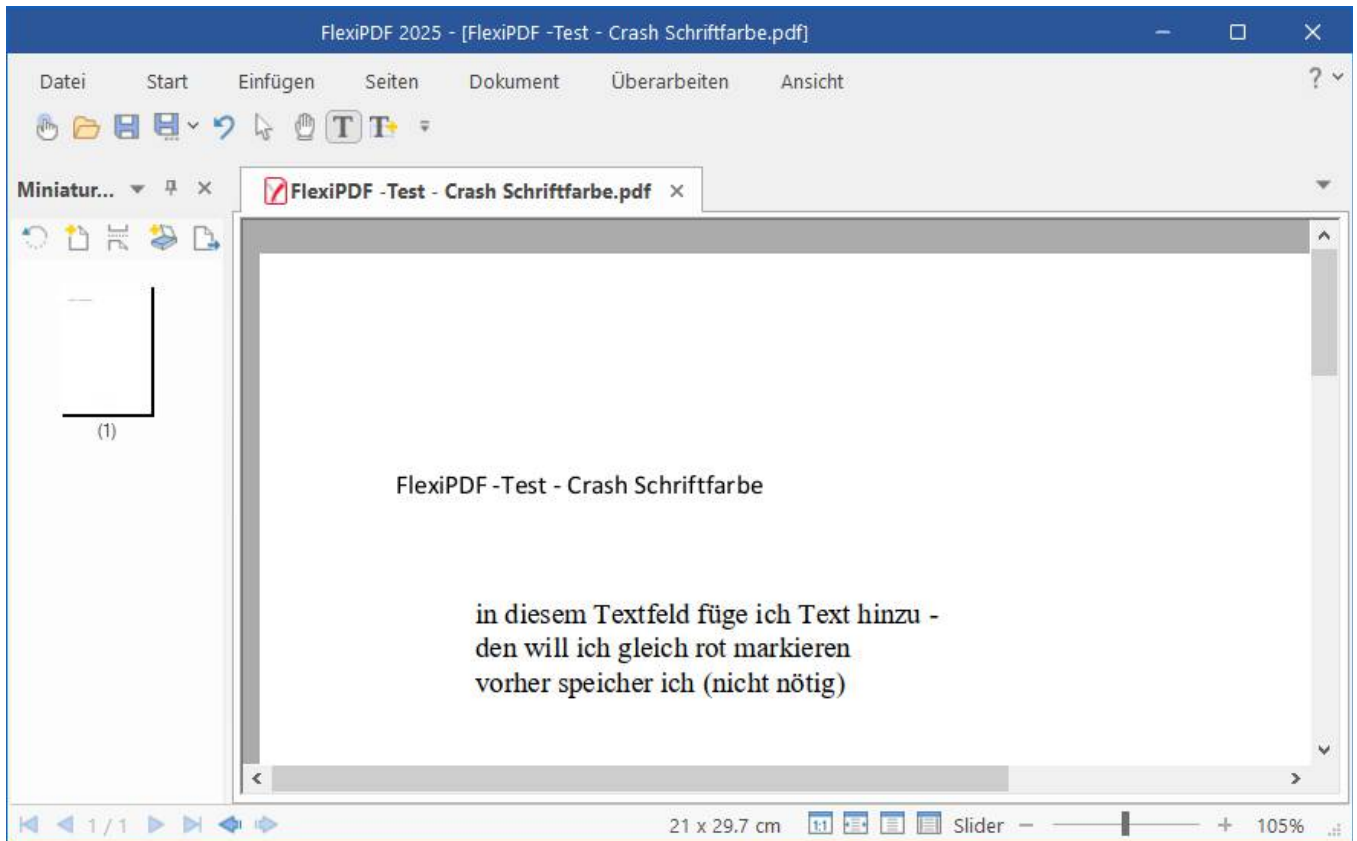 FlexiPDF 2025 - [FlexiPDF -Test - Crash Schriftfarbe.pdf]
Datei Start Einfügen Seiten Dokument Überarbeiten Ansicht ?
T T
Miniatur...
FlexiPDF -Test - Crash Schriftfarbe.pdf
(1)
FlexiPDF -Test - Crash Schriftfarbe
in diesem Textfeld füge ich Text hinzu -
den will ich gleich rot markieren
vorher speicher ich (nicht nötig)
1 / 1 21 x 29.7 cm 1:1 Slider 105%